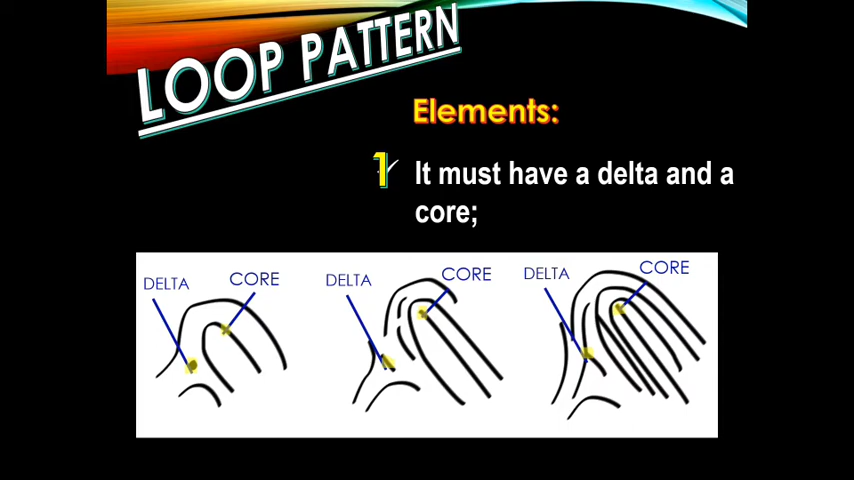 LOOP PATTERN
Elements:
1 It must have a delta and a
core;
DELTA CORE DELTA CORE DELTA CORE